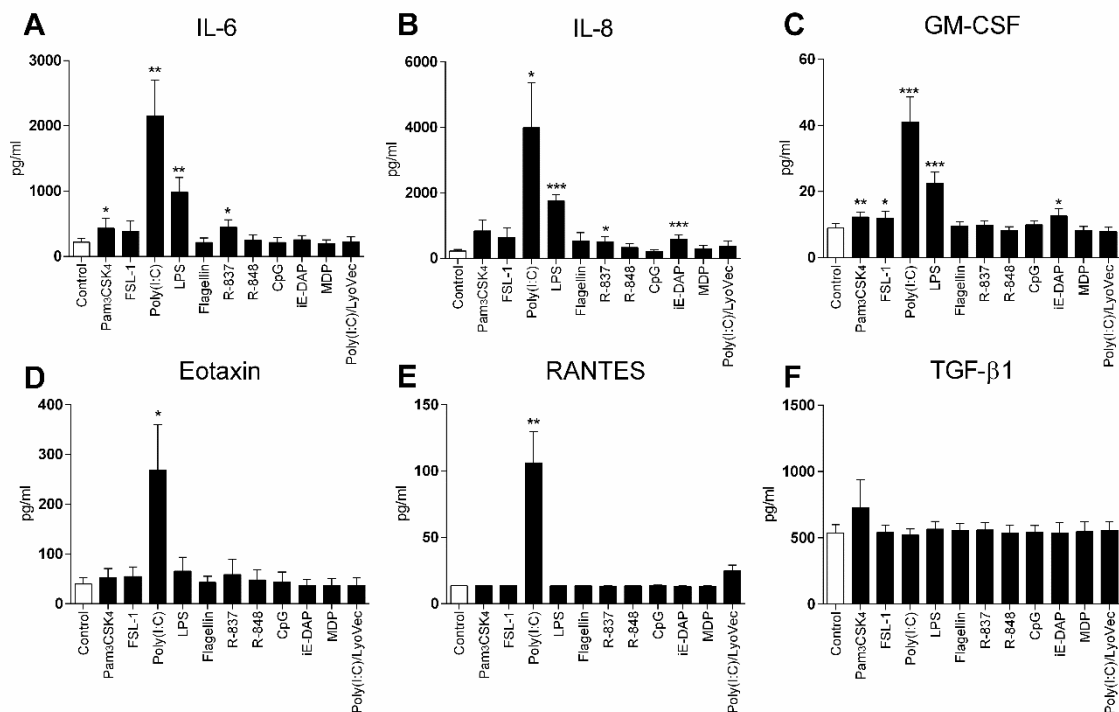 A
IL-6
3000
2000
1000
0
pg/ml
**
**
*
*
Control
Pam3CSK4
FSL-1
Poly(I:C)
LPS
Flagellin
R-837
R-848
CpG
iE-DAP
MDP
Poly(I:C)/LyoVec
B
IL-8
6000
4000
2000
0
pg/ml
*
***
*
***
Control
Pam3CSK4
FSL-1
Poly(I:C)
LPS
Flagellin
R-837
R-848
CpG
iE-DAP
MDP
Poly(I:C)/LyoVec
C
GM-CSF
60
40
20
0
pg/ml
**
*
***
***
*
Control
Pam3CSK4
FSL-1
Poly(I:C)
LPS
Flagellin
R-837
R-848
CpG
iE-DAP
MDP
Poly(I:C)/LyoVec
D
Eotaxin
400
300
200
100
0
pg/ml
*
Control
Pam3CSK4
FSL-1
Poly(I:C)
LPS
Flagellin
R-837
R-848
CpG
iE-DAP
MDP
Poly(I:C)/LyoVec
E
RANTES
150
100
50
0
pg/ml
**
Control
Pam3CSK4
FSL-1
Poly(I:C)
LPS
Flagellin
R-837
R-848
CpG
iE-DAP
MDP
Poly(I:C)/LyoVec
F
TGF-β1
1500
1000
500
0
pg/ml
Control
Pam3CSK4
FSL-1
Poly(I:C)
LPS
Flagellin
R-837
R-848
CpG
iE-DAP
MDP
Poly(I:C)/LyoVec